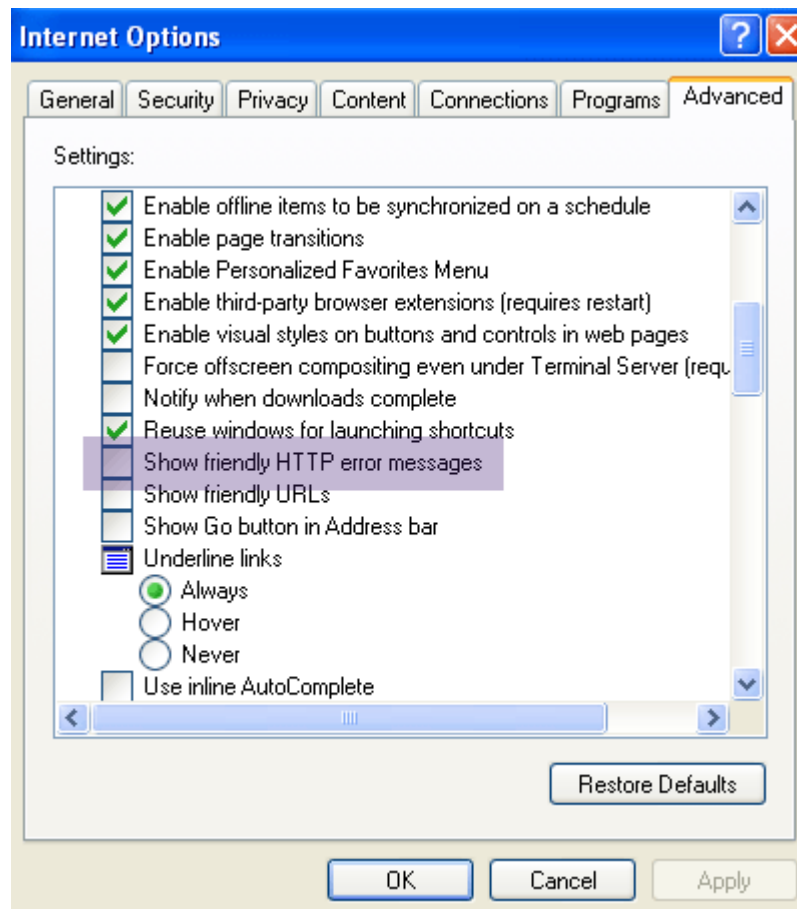 Internet Options
General Security Privacy Content Connections Programs Advanced
Settings:
Enable offline items to be synchronized on a schedule
Enable page transitions
Enable Personalized Favorites Menu
Enable third-party browser extensions (requires restart)
Enable visual styles on buttons and controls in web pages
Force offscreen compositing even under Terminal Server (requ
Notify when downloads complete
Reuse windows for launching shortcuts
Show friendly HTTP error messages
Show friendly URLs
Show Go button in Address bar
Underline links
Always
Hover
Never
Use inline AutoComplete
Restore Defaults
OK Cancel Apply